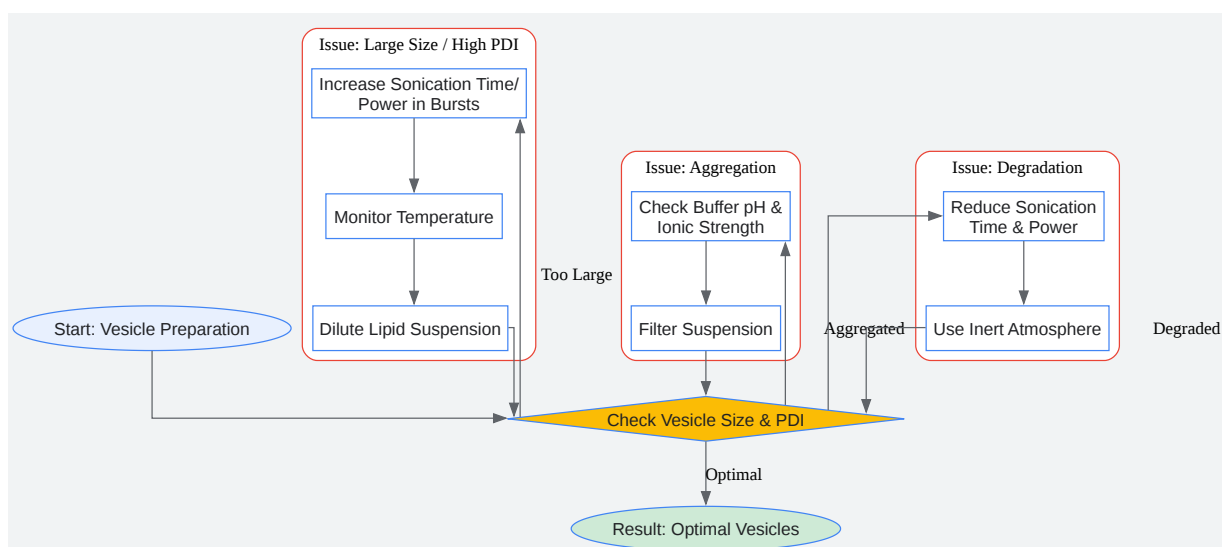 Issue: Large Size / High PDI
Increase Sonication Time/
Power in Bursts
Monitor Temperature
Dilute Lipid Suspension
Too Large
Issue: Aggregation
Check Buffer pH &
Ionic Strength
Filter Suspension
Aggregated
Issue: Degradation
Reduce Sonication
Time & Power
Use Inert Atmosphere
Degraded
Start: Vesicle Preparation
Check Vesicle Size & PDI
Optimal
Result: Optimal Vesicles